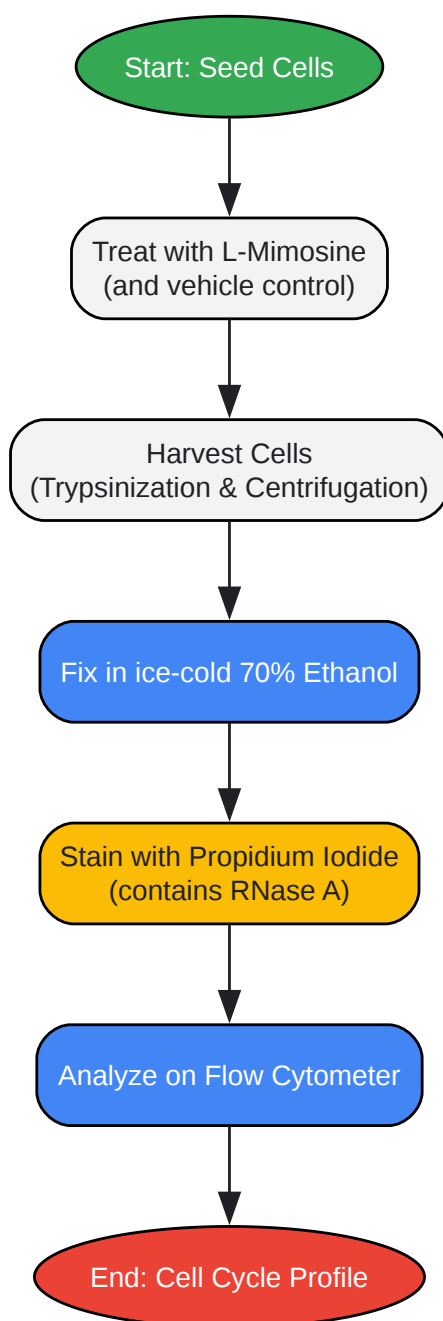 Start: Seed Cells
Treat with L-Mimosine
(and vehicle control)
Harvest Cells
(Trypsinization & Centrifugation)
Fix in ice-cold 70% Ethanol
Stain with Propidium Iodide
(contains RNase A)
Analyze on Flow Cytometer
End: Cell Cycle Profile